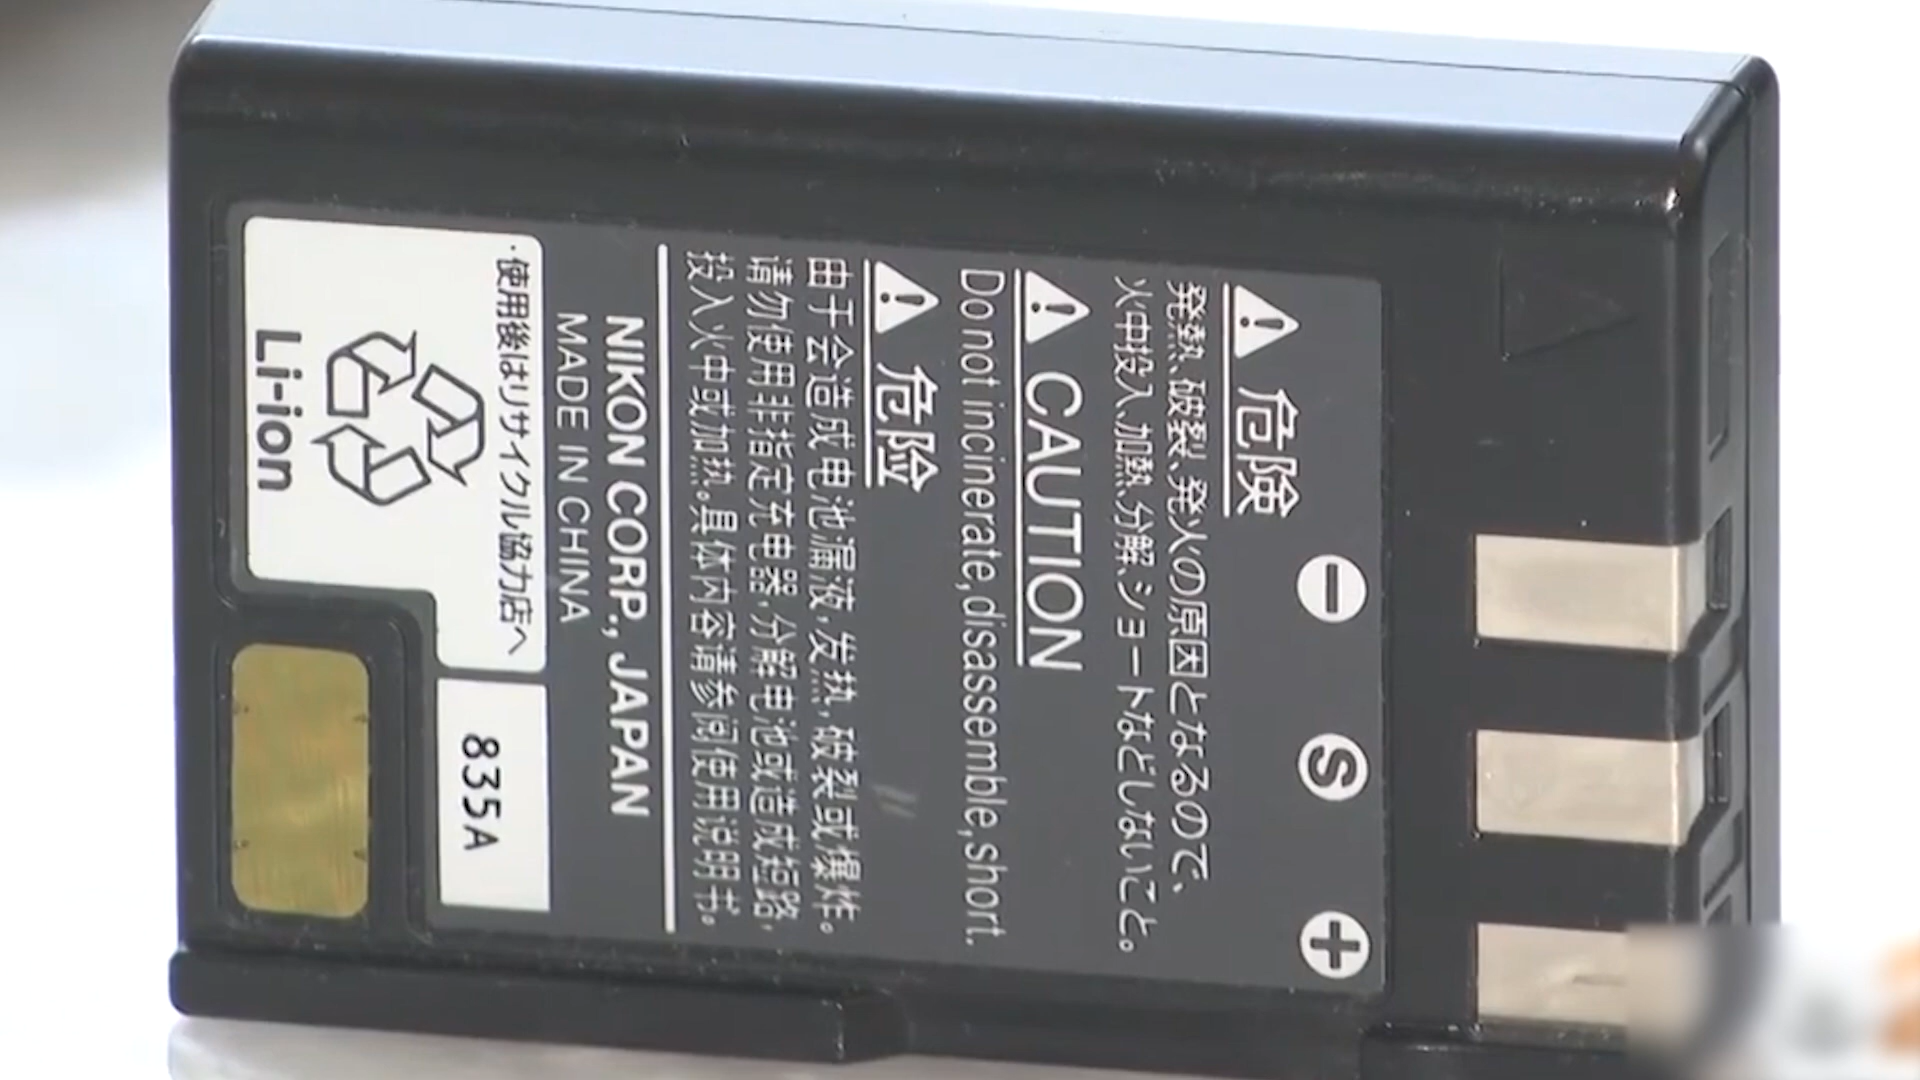 ⊖ Ⓢ ⊕
⚠危険
発熱、破裂、発火の原因となるので、
火中投入、加熱、分解、ショートなどしないこと。
⚠CAUTION
Do not incinerate,disassemble,short.
⚠危险
由于会造成电池漏液,发热,破裂或爆炸。
请勿使用非指定充电器,分解电池或造成短路,
投入火中或加热。具体内容请参阅使用说明书。
NIKON CORP., JAPAN
MADE IN CHINA
・使用後はリサイクル協力店へ
Li-ion
835A